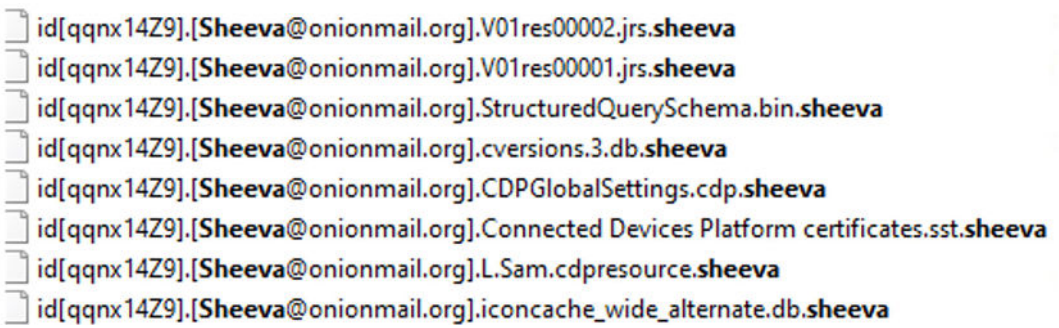 id[qqnx14Z9].[Sheeva@onionmail.org].V01res00002.jrs.sheeva
id[qqnx14Z9].[Sheeva@onionmail.org].V01res00001.jrs.sheeva
id[qqnx14Z9].[Sheeva@onionmail.org].StructuredQuerySchema.bin.sheeva
id[qqnx14Z9].[Sheeva@onionmail.org].cversions.3.db.sheeva
id[qqnx14Z9].[Sheeva@onionmail.org].CDPGlobalSettings.cdp.sheeva
id[qqnx14Z9].[Sheeva@onionmail.org].Connected Devices Platform certificates.sst.sheeva
id[qqnx14Z9].[Sheeva@onionmail.org].L.Sam.cdpresource.sheeva
id[qqnx14Z9].[Sheeva@onionmail.org].iconcache_wide_alternate.db.sheeva